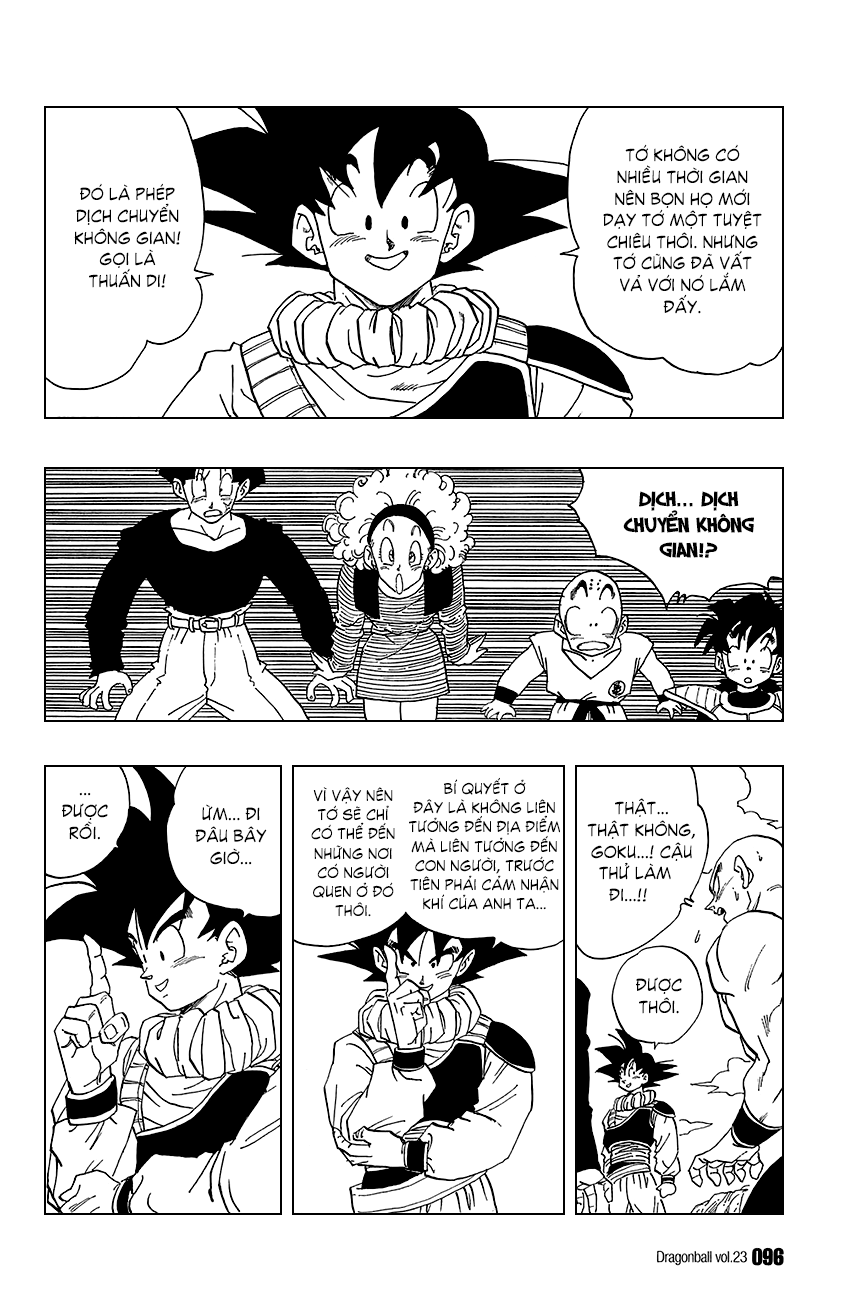 TỚ KHÔNG CÓ
NHIỀU THỜI GIAN
NÊN BỌN HỌ MỚI
DẠY TỚ MỘT TUYỆT
CHIÊU THÔI. NHƯNG
TỚ CŨNG ĐÃ VẤT
VẢ VỚI NÓ LẮM
ĐẤY.
ĐÓ LÀ PHÉP
DỊCH CHUYỂN
KHÔNG GIAN!
GỌI LÀ
THUẤN DI!
DỊCH... DỊCH
CHUYỂN KHÔNG
GIAN!?
THẬT...
THẬT KHÔNG,
GOKU...! CẬU
THỬ LÀM
ĐI...!!
ĐƯỢC
THÔI.
BÍ QUYẾT Ở
ĐÂY LÀ KHÔNG LIÊN
TƯỞNG ĐẾN ĐỊA ĐIỂM
MÀ LIÊN TƯỞNG ĐẾN
CON NGƯỜI, TRƯỚC
TIÊN PHẢI CẢM NHẬN
KHÍ CỦA ANH TA...
VÌ VẬY NÊN
TỚ SẼ CHỈ
CÓ THỂ ĐẾN
NHỮNG NƠI
CÓ NGƯỜI
QUEN Ở ĐÓ
THÔI.
ỪM... ĐI
ĐÂU BÂY
GIỜ...
...
ĐƯỢC
RỒI.
Dragonball vol.23 096